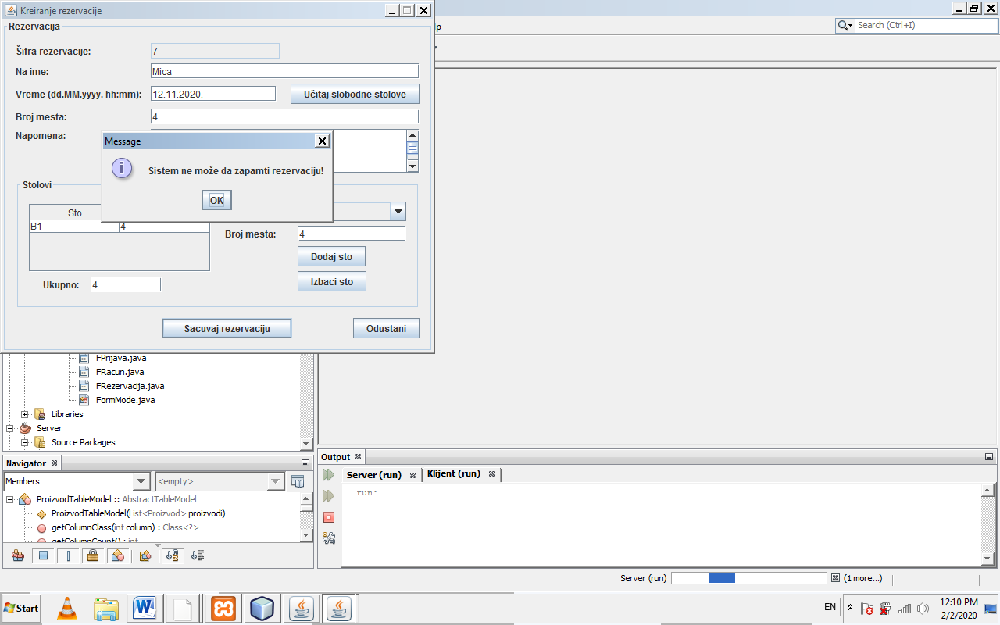 Kreiranje rezervacije
Rezervacija
Šifra rezervacije:
7
Na ime:
Mica
Vreme (dd.MM.yyyy. hh:mm):
12.11.2020.
Učitaj slobodne stolove
Broj mesta:
4
Napomena:
Message
Sistem ne može da zapamti rezervaciju!
OK
Stolovi
Sto
B1
4
Broj mesta:
4
Dodaj sto
Izbaci sto
Ukupno:
4
Sacuvaj rezervaciju
Odustani
Search (Ctrl+I)
FPrijava.java
FRacun.java
FRezervacija.java
FormMode.java
Libraries
Server
Source Packages
Navigator
Members
<empty>
ProizvodTableModel :: AbstractTableModel
ProizvodTableModel(List<Proizvod> proizvodi)
getColumnClass(int column) : Class<?>
getColumnCount() : int
Output
Server (run)
Klijent (run)
run:
Server (run)
(1 more...)
Start
EN
12:10 PM
2/2/2020